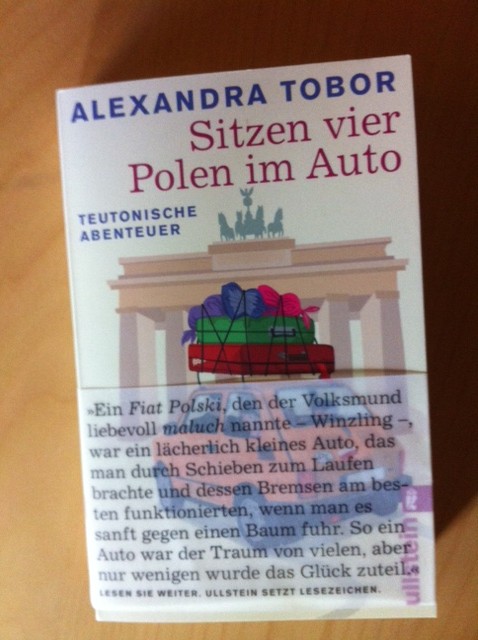 ALEXANDRA TOBOR
Sitzen vier
Polen im Auto
TEUTONISCHE
ABENTEUER
»Ein Fiat Polski, den der Volksmund
liebevoll maluch nannte – Winzling –,
war ein lächerlich kleines Auto, das
man durch Schieben zum Laufen
brachte und dessen Bremsen am bes-
ten funktionierten, wenn man es
sanft gegen einen Baum fuhr. So ein
Auto war der Traum von vielen, aber
nur wenigen wurde das Glück zuteil.«
LESEN SIE WEITER. ULLSTEIN SETZT LESEZEICHEN.
ullstein